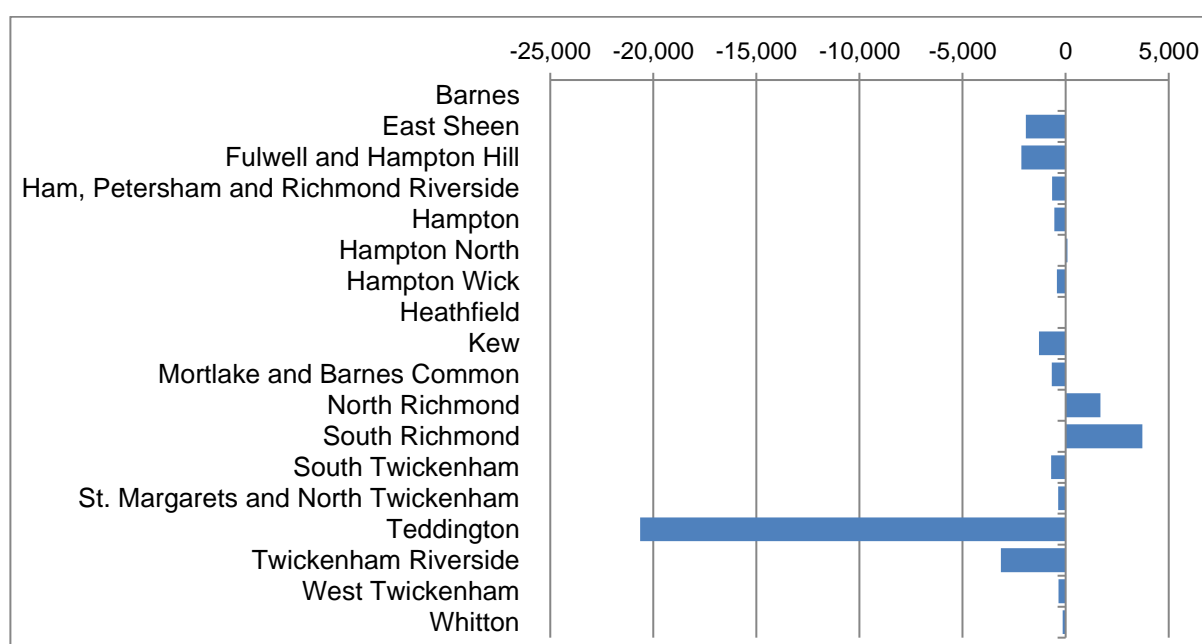 -25,000 -20,000 -15,000 -10,000 -5,000 0 5,000
Barnes
East Sheen
Fulwell and Hampton Hill
Ham, Petersham and Richmond Riverside
Hampton
Hampton North
Hampton Wick
Heathfield
Kew
Mortlake and Barnes Common
North Richmond
South Richmond
South Twickenham
St. Margarets and North Twickenham
Teddington
Twickenham Riverside
West Twickenham
Whitton